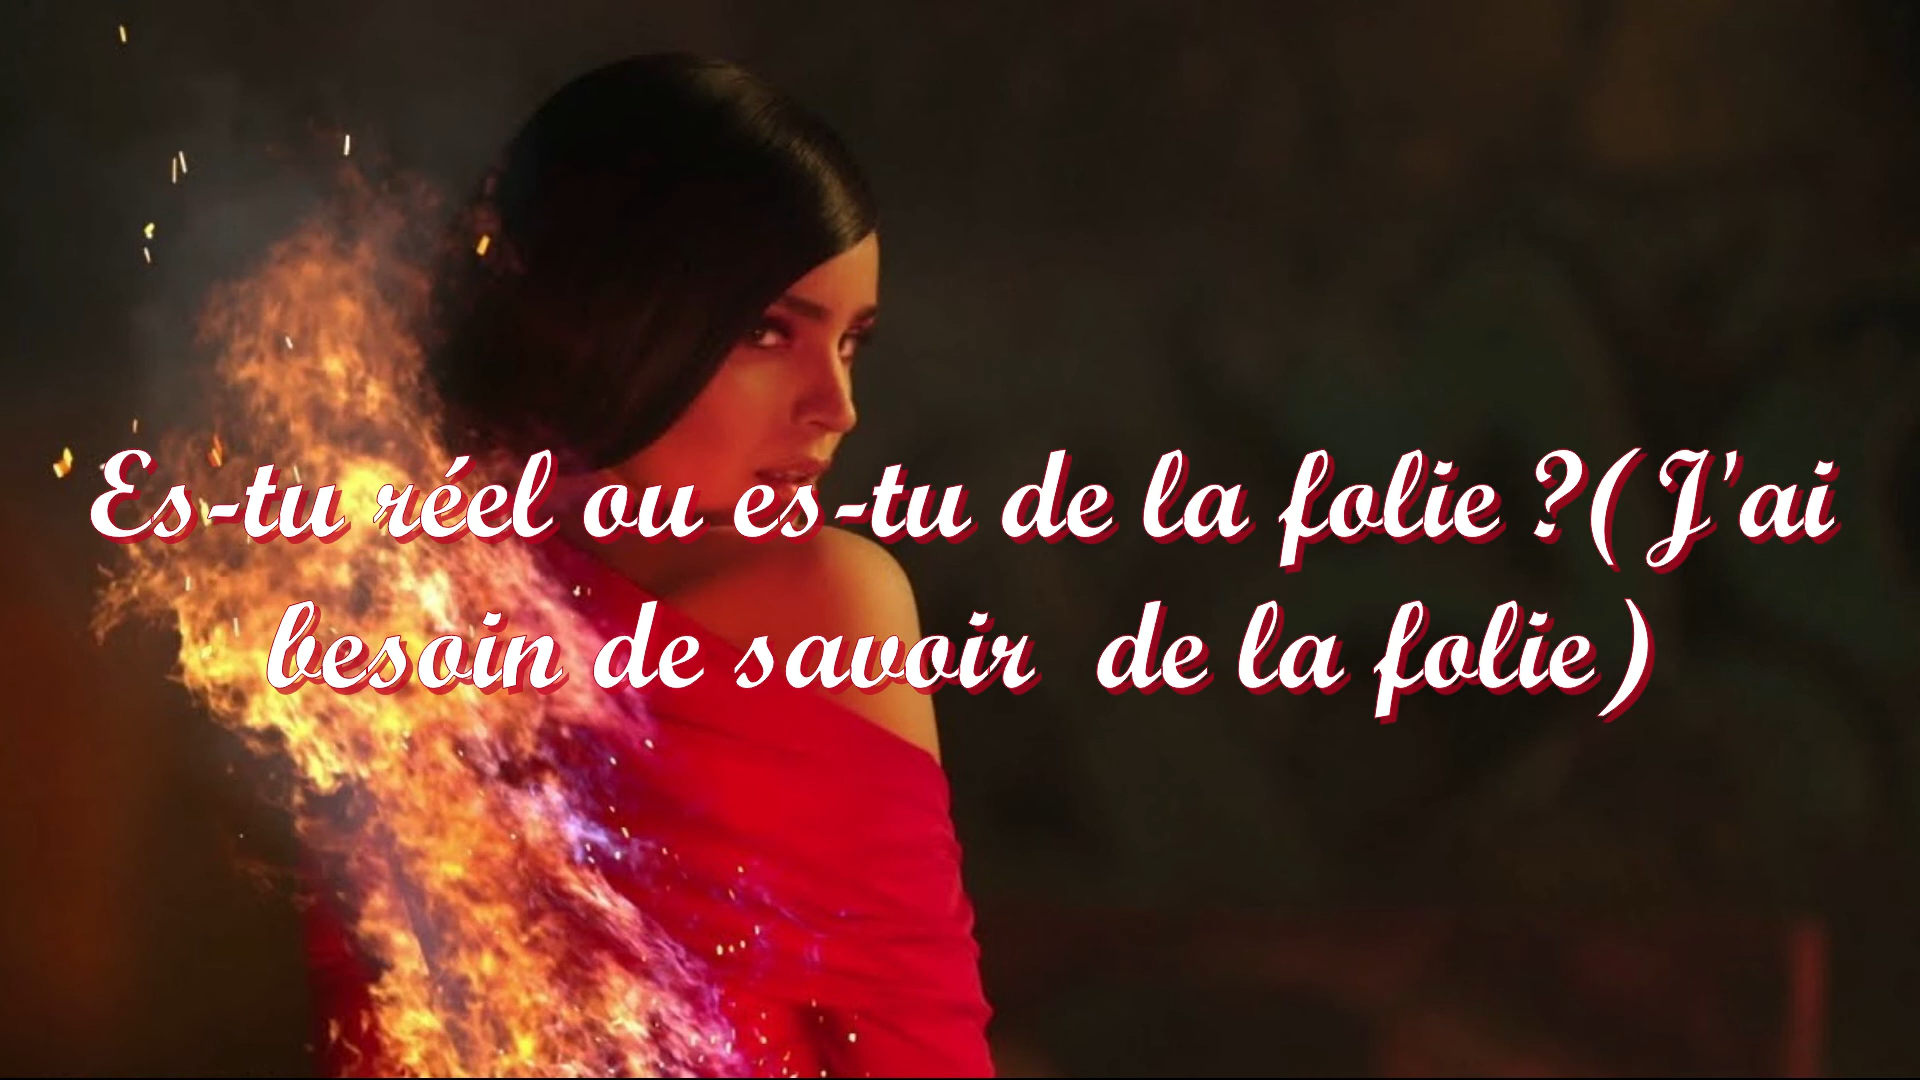 Es-tu réel ou es-tu de la folie ?(J'ai
besoin de savoir  de la folie)